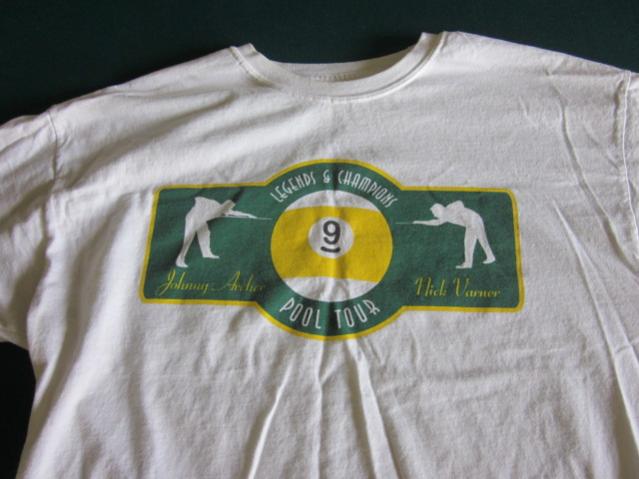 LEGENDS & CHAMPIONS
9
Johnny Archer
Nick Varner
POOL TOUR